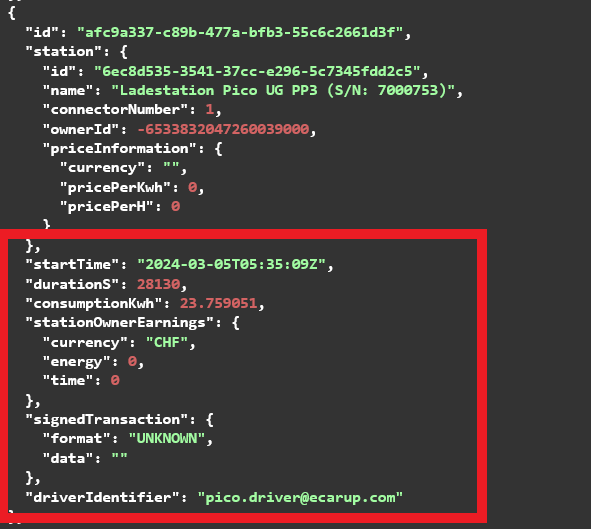 {
"id": "afc9a337-c89b-477a-bfb3-55c6c2661d3f",
"station": {
"id": "6ec8d535-3541-37cc-e296-5c7345fdd2c5",
"name": "Ladestation Pico UG PP3 (S/N: 7000753)",
"connectorNumber": 1,
"ownerId": -6533832047260039000,
"priceInformation": {
"currency": "",
"pricePerKwh": 0,
"pricePerH": 0
}
},
"startTime": "2024-03-05T05:35:09Z",
"durationS": 28130,
"consumptionKwh": 23.759051,
"stationOwnerEarnings": {
"currency": "CHF",
"energy": 0,
"time": 0
},
"signedTransaction": {
"format": "UNKNOWN",
"data": ""
},
"driverIdentifier": "pico.driver@ecarup.com"